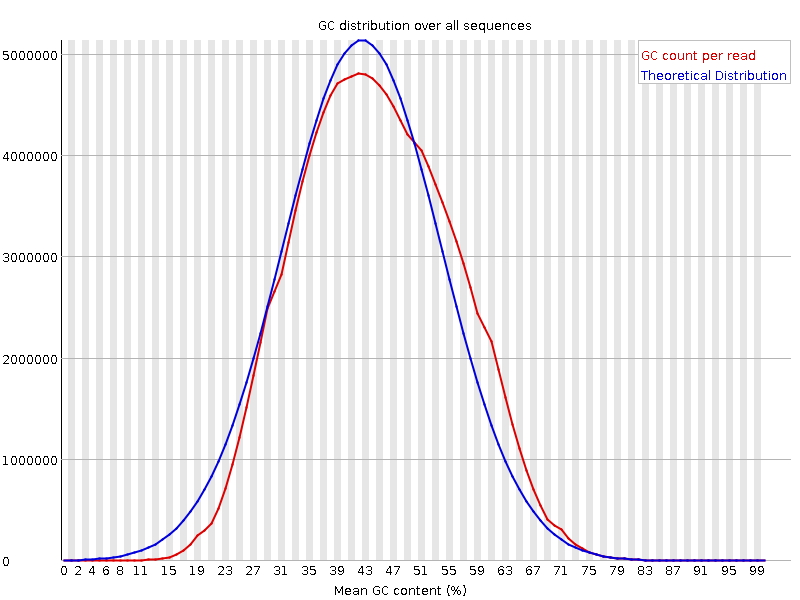 GC distribution over all sequences
GC count per read
Theoretical Distribution
5000000
4000000
3000000
2000000
1000000
0
0 2 4 6 8 11 15 19 23 27 31 35 39 43 47 51 55 59 63 67 71 75 79 83 87 91 95 99
Mean GC content (%)